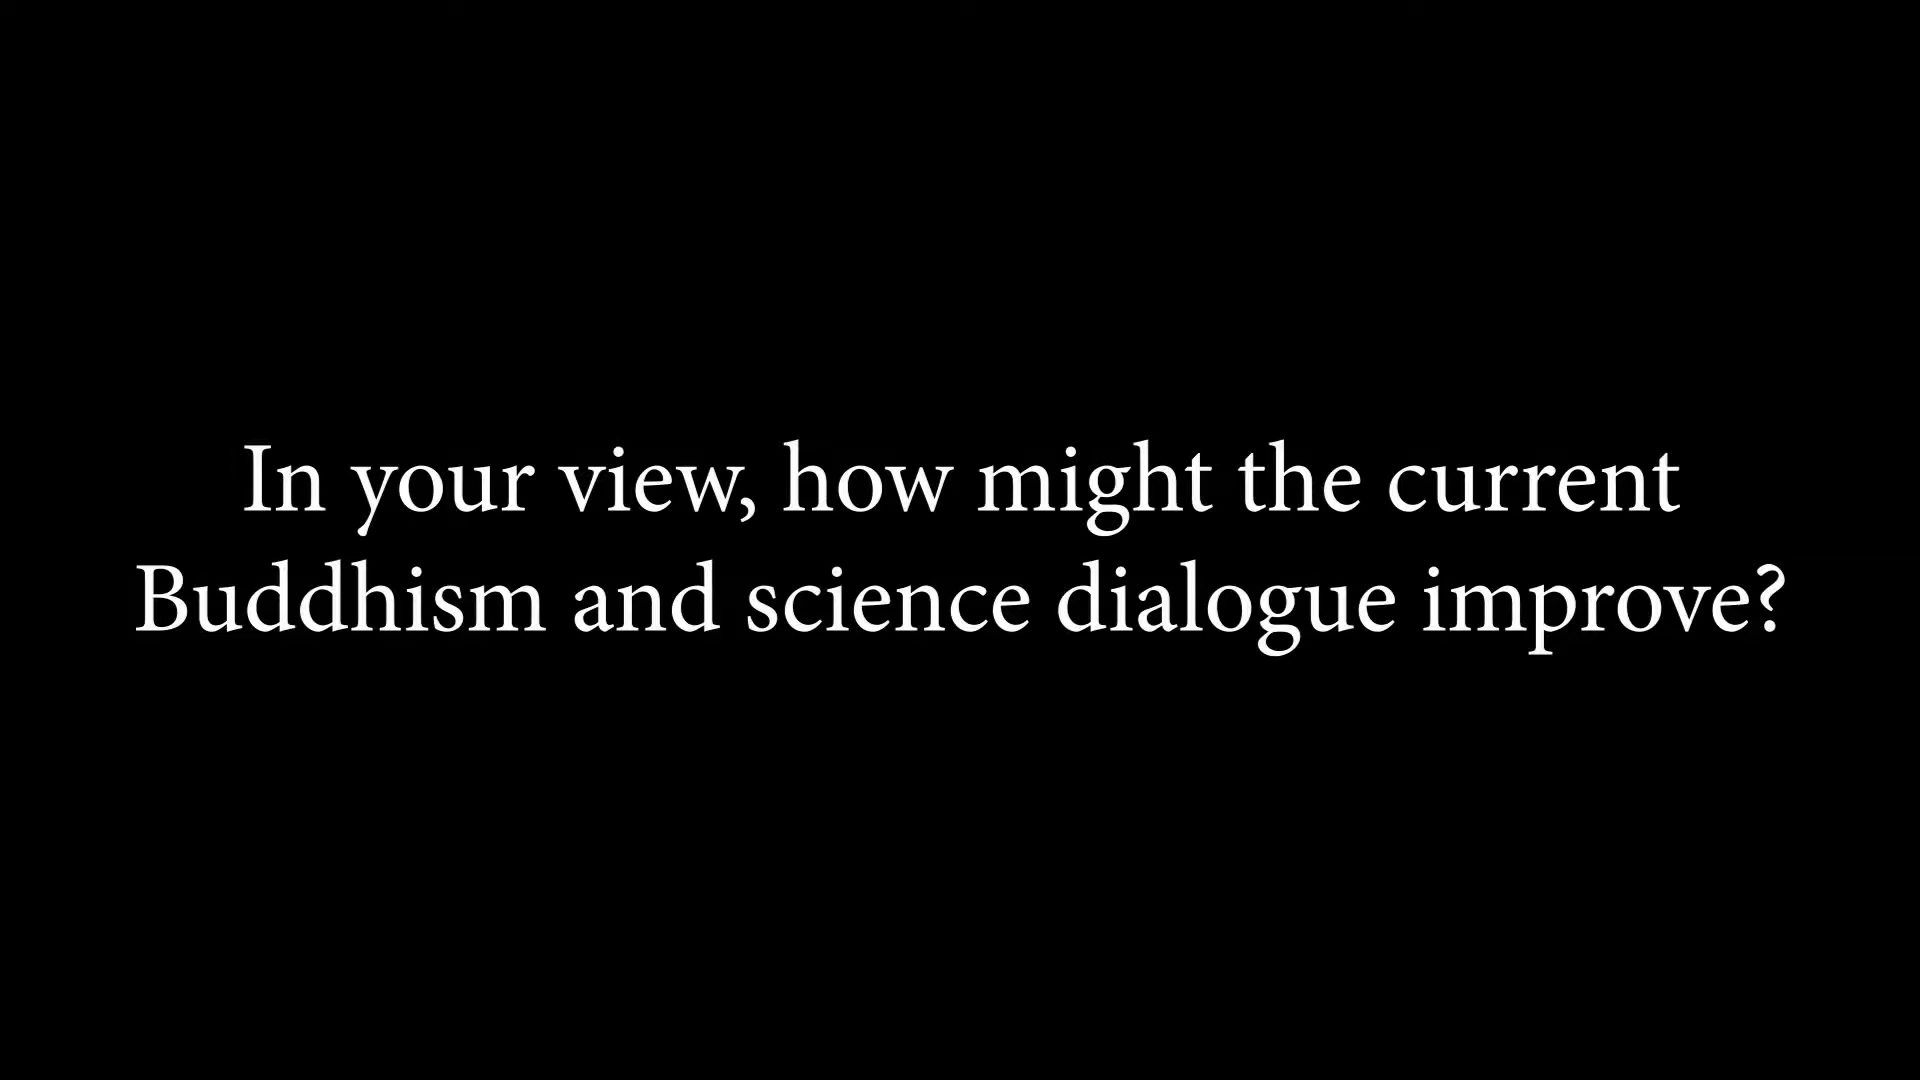 In your view, how might the current
Buddhism and science dialogue improve?